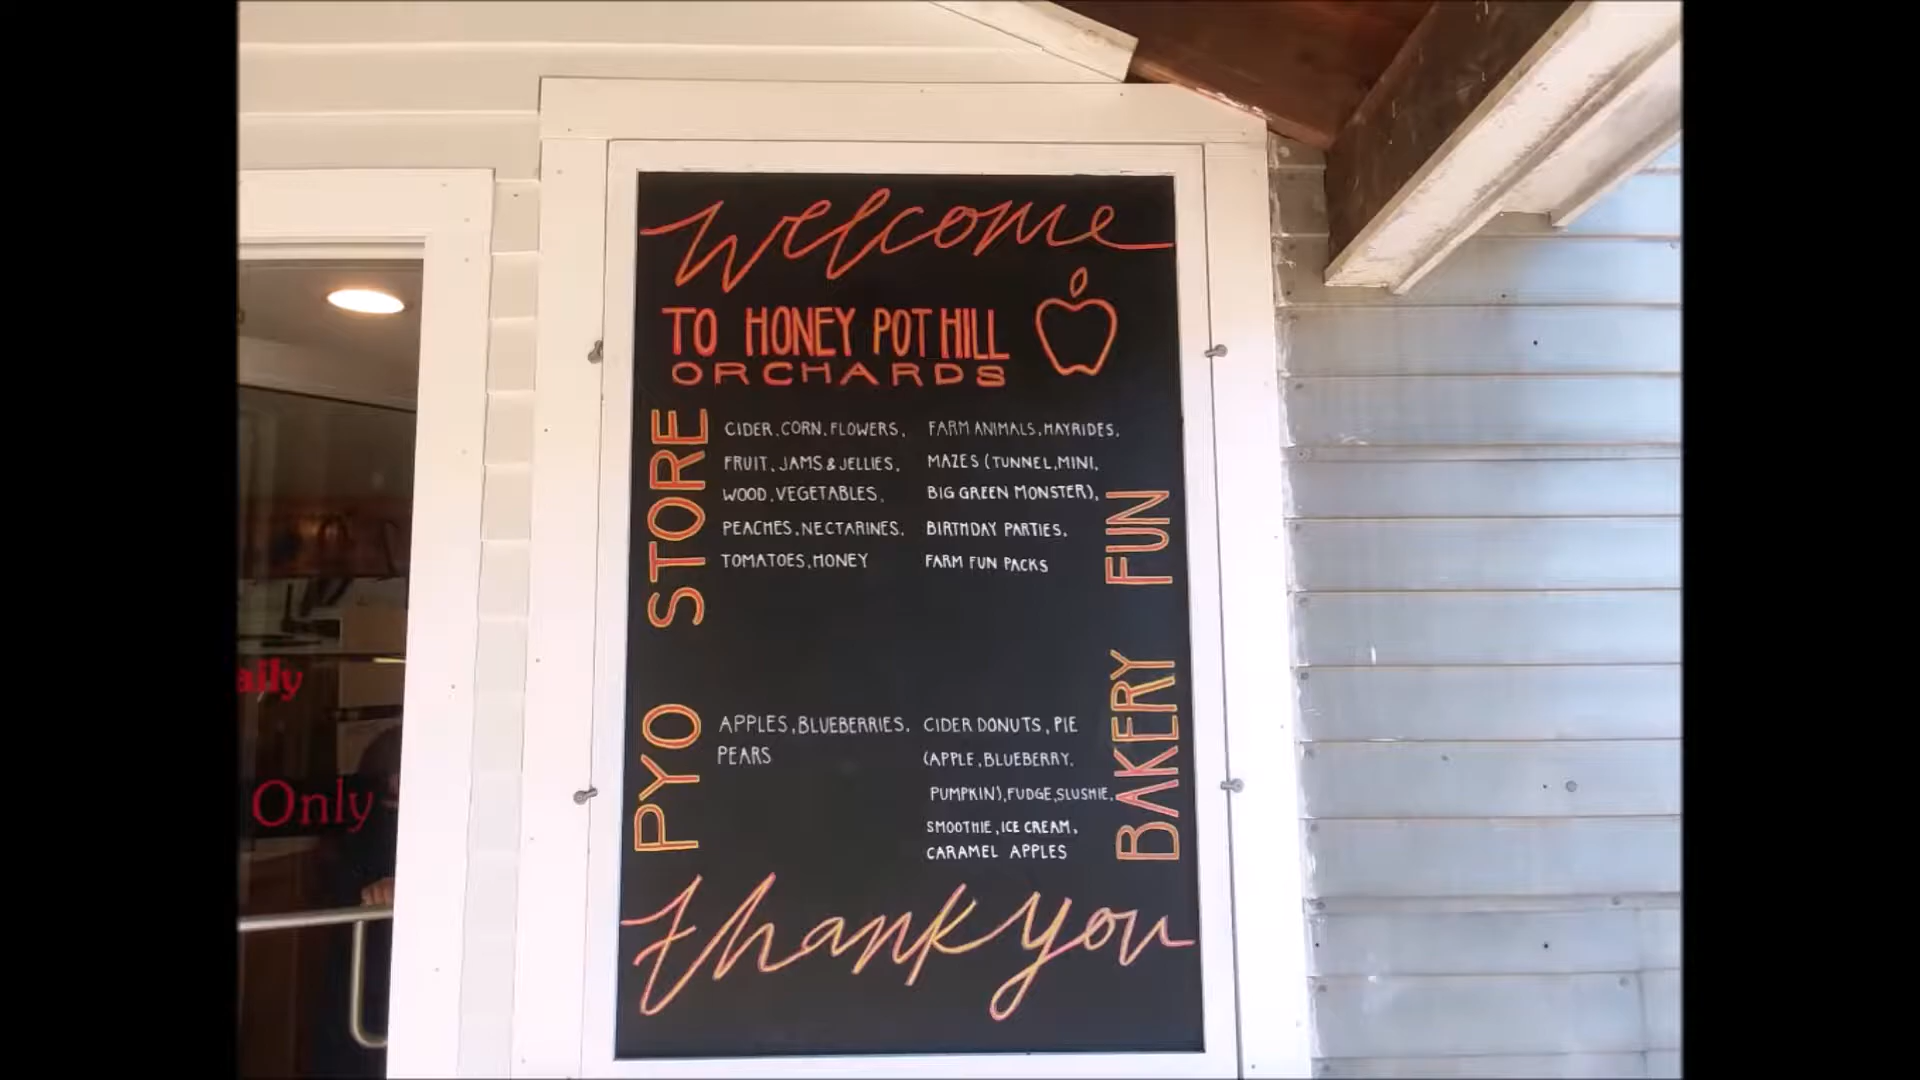 Welcome
TO HONEY POT HILL
ORCHARDS
STORE
CIDER, CORN, FLOWERS,
FRUIT, JAMS & JELLIES,
WOOD, VEGETABLES,
PEACHES, NECTARINES,
TOMATOES, HONEY
FUN
FARM ANIMALS, HAYRIDES,
MAZES (TUNNEL, MINI,
BIG GREEN MONSTER),
BIRTHDAY PARTIES,
FARM FUN PACKS
PYO
APPLES, BLUEBERRIES,
PEARS
BAKERY
CIDER DONUTS, PIE
(APPLE, BLUEBERRY,
PUMPKIN), FUDGE, SLUSHIE,
SMOOTHIE, ICE CREAM,
CARAMEL APPLES
Thank you
Only